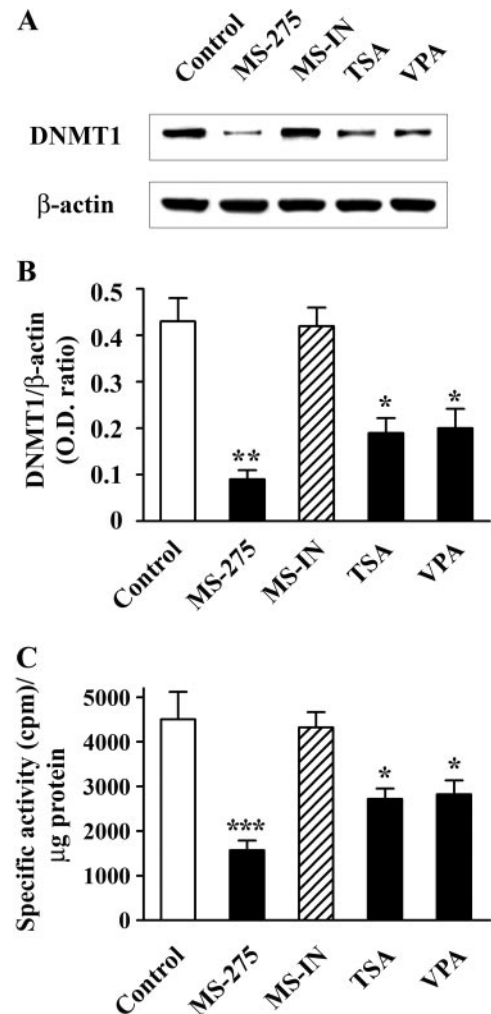 A
Control MS-275 MS-IN TSA VPA
DNMT1
β-actin
B
DNMT1/β-actin
(O.D. ratio)
0.5
0.4
0.3
0.2
0.1
0
**
*
*
Control MS-275 MS-IN TSA VPA
C
Specific activity (cpm)/
μg protein
5000
4000
3000
2000
1000
0
***
*
*
Control MS-275 MS-IN TSA VPA